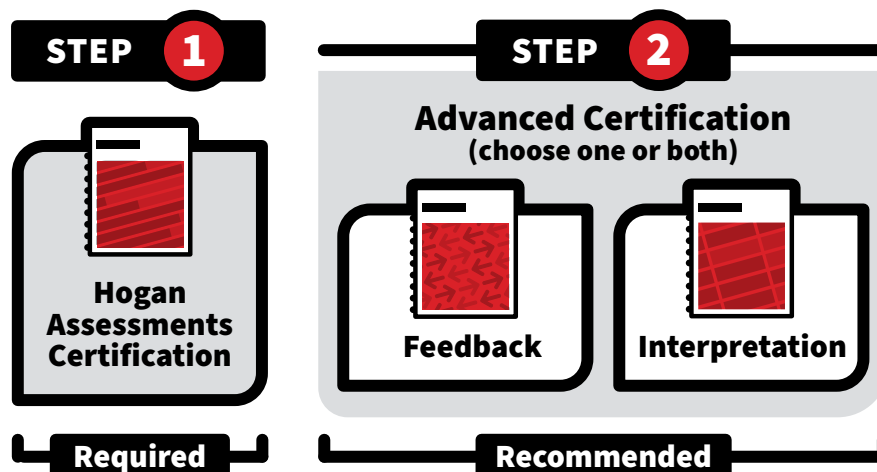 STEP 1
Hogan
Assessments
Certification
Required
STEP 2
Advanced Certification
(choose one or both)
Feedback
Interpretation
Recommended